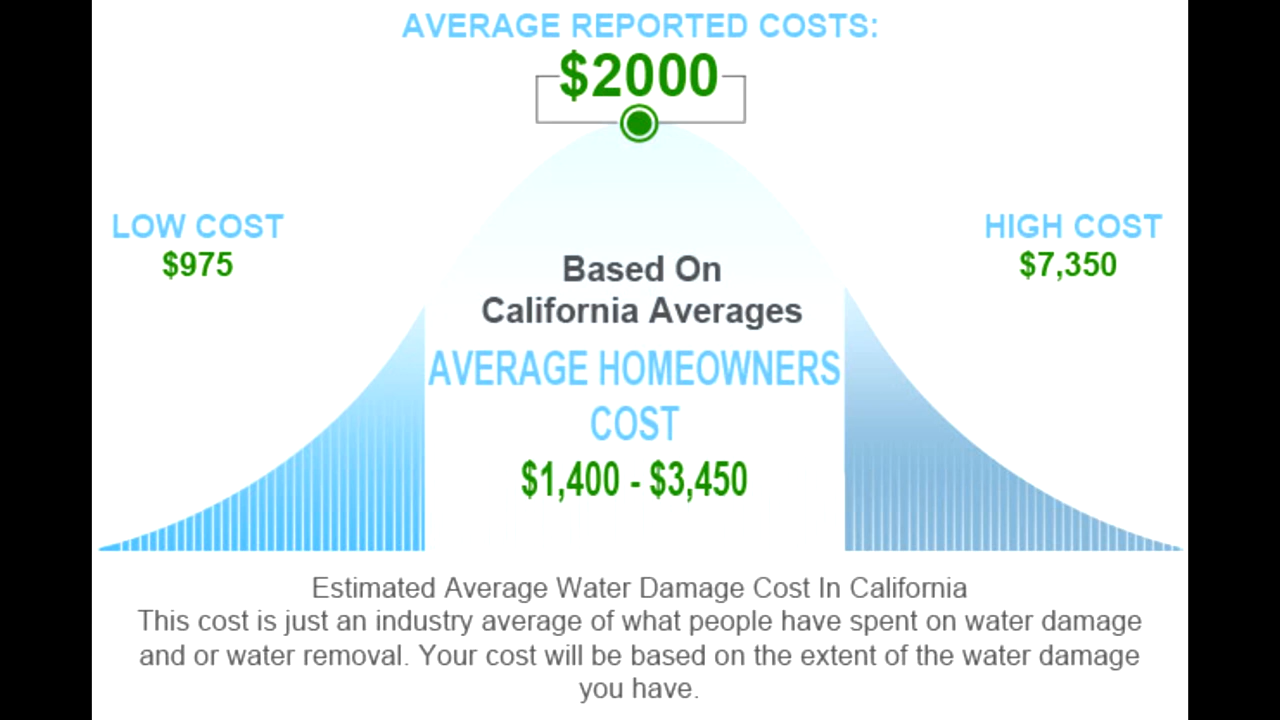 AVERAGE REPORTED COSTS:
$2000
LOW COST
$975
HIGH COST
$7,350
Based On
California Averages
AVERAGE HOMEOWNERS
COST
$1,400 - $3,450
Estimated Average Water Damage Cost In California
This cost is just an industry average of what people have spent on water damage
and or water removal. Your cost will be based on the extent of the water damage
you have.